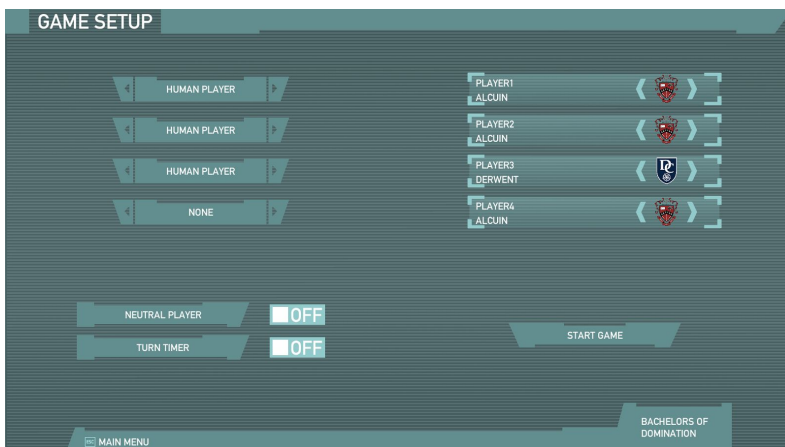 GAME SETUP
HUMAN PLAYER
PLAYER1
ALCUIN
HUMAN PLAYER
PLAYER2
ALCUIN
HUMAN PLAYER
PLAYER3
DERWENT
DC
NONE
PLAYER4
ALCUIN
NEUTRAL PLAYER
OFF
TURN TIMER
OFF
START GAME
BACHELORS OF
DOMINATION
ESC MAIN MENU